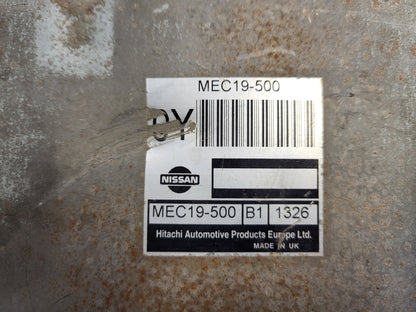 MEC19-500
NISSAN
MEC19-500 B1 1326
Hitachi Automotive Products Europe Ltd.
MADE IN UK